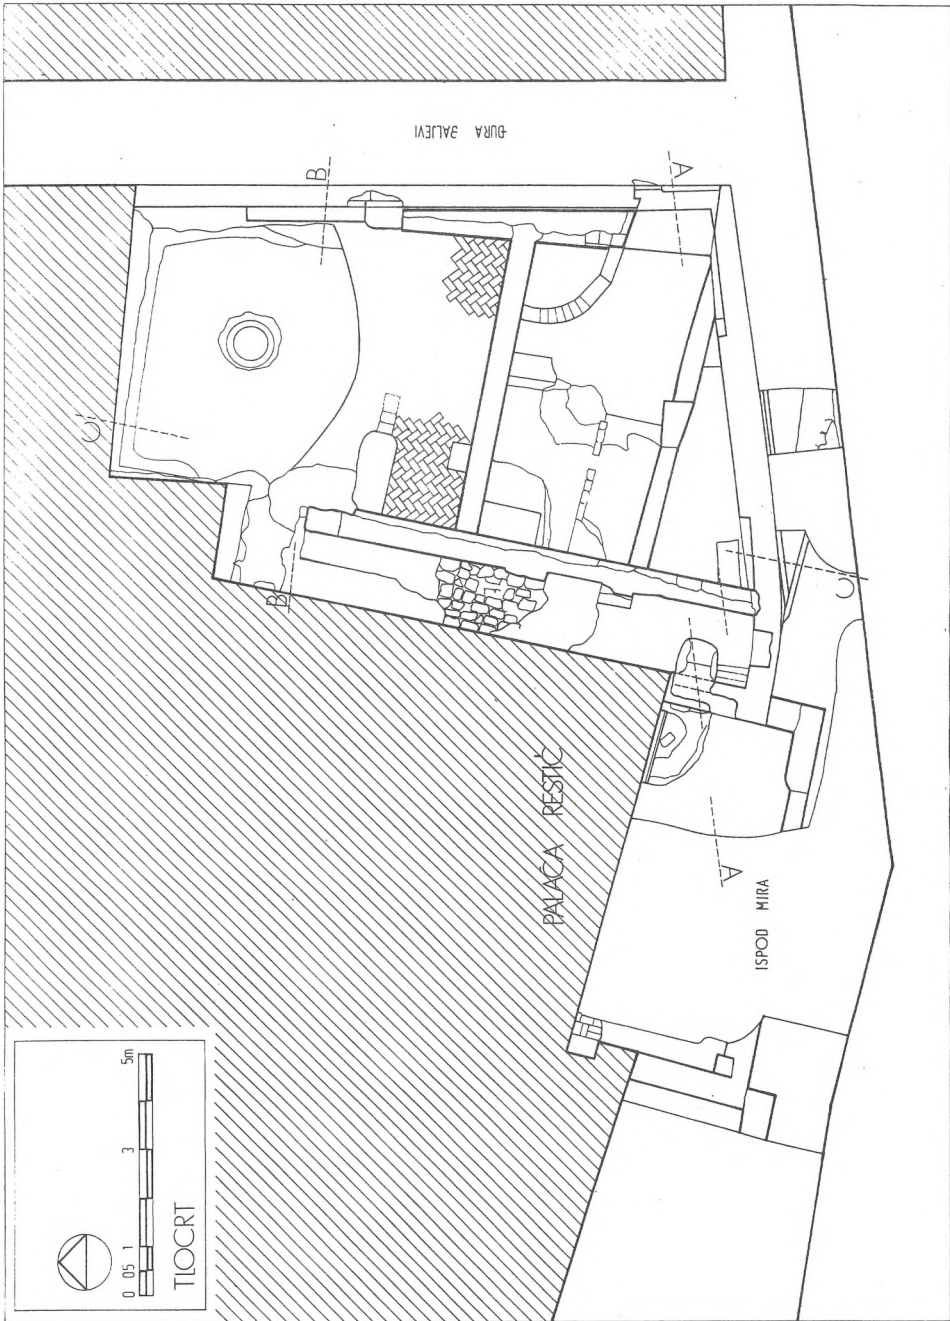 ĐURA BALJEVI
B
A
C
B
C
PALAČA RESTIĆ
A
ISPOD MIRA
0 05 1 3 5m
TLOCRT